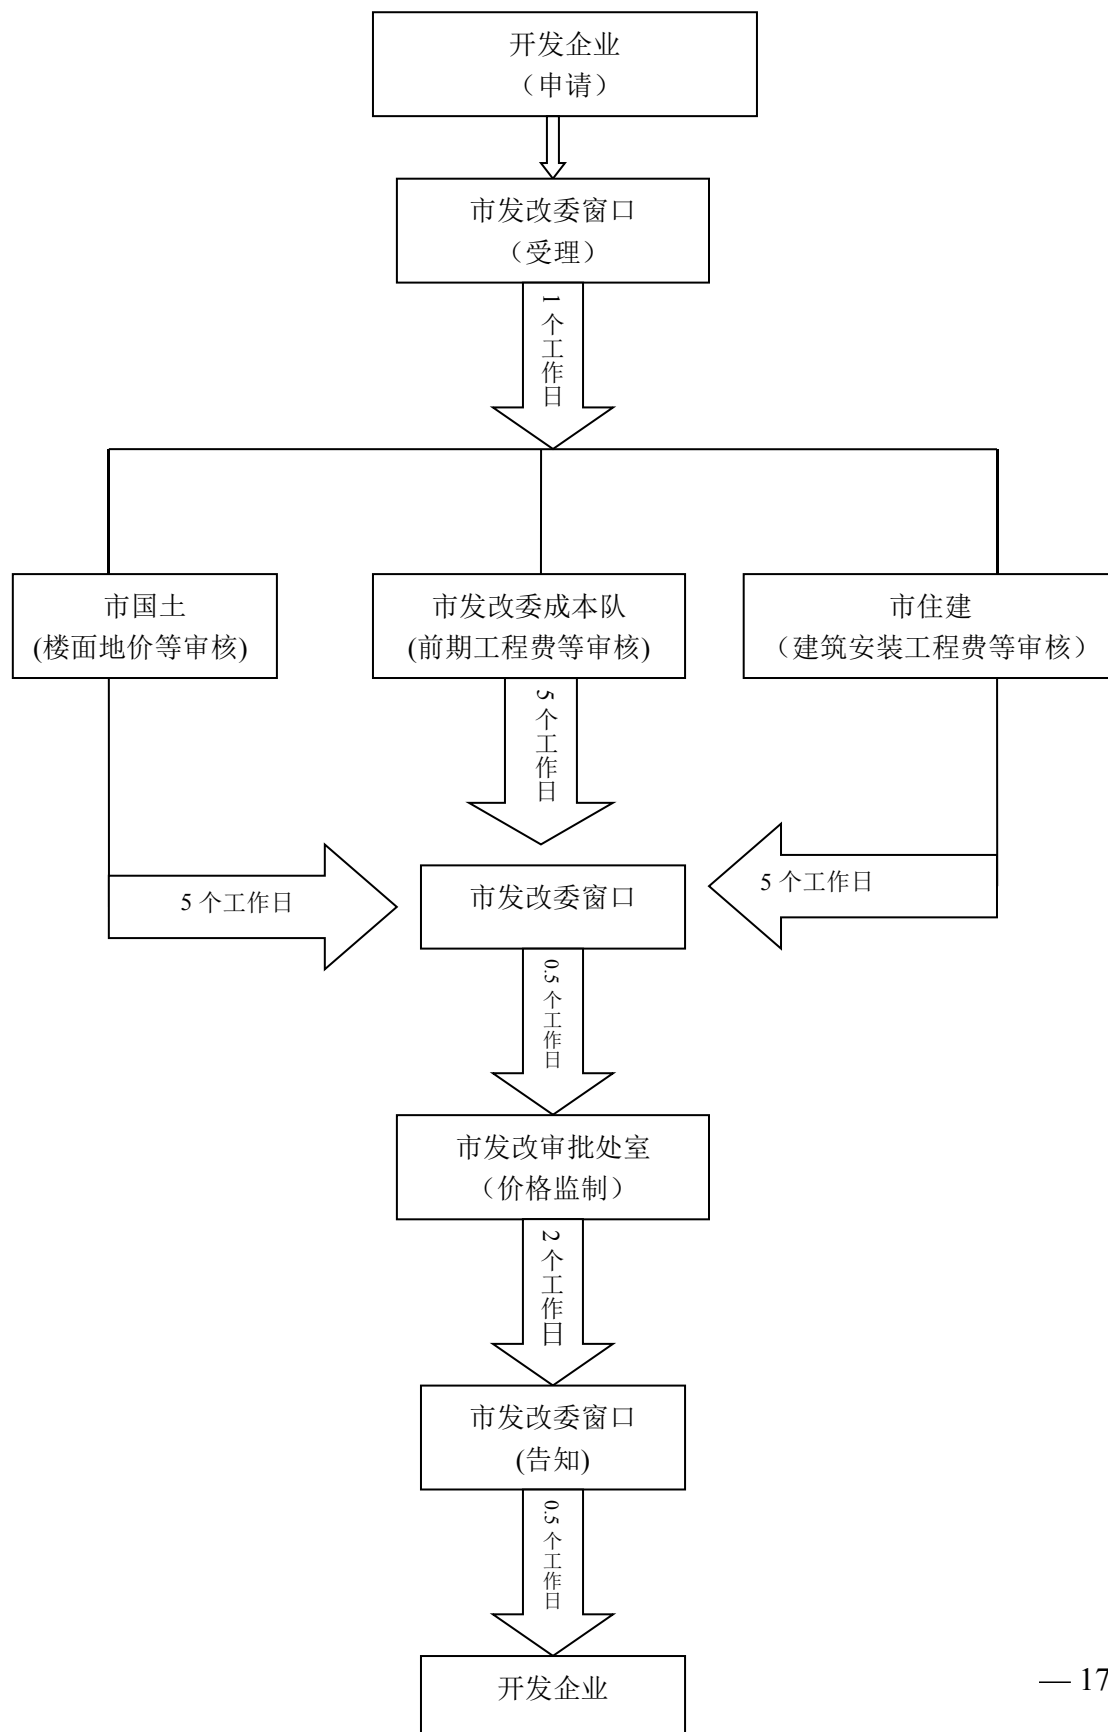 开发企业
（申请）
市发改委窗口
（受理）
1 个工作日
市国土
(楼面地价等审核)
市发改委成本队
(前期工程费等审核)
市住建
（建筑安装工程费等审核）
5 个工作日
5 个工作日
市发改委窗口
5 个工作日
0.5 个工作日
市发改审批处室
（价格监制）
2 个工作日
市发改委窗口
(告知)
0.5 个工作日
开发企业
— 17